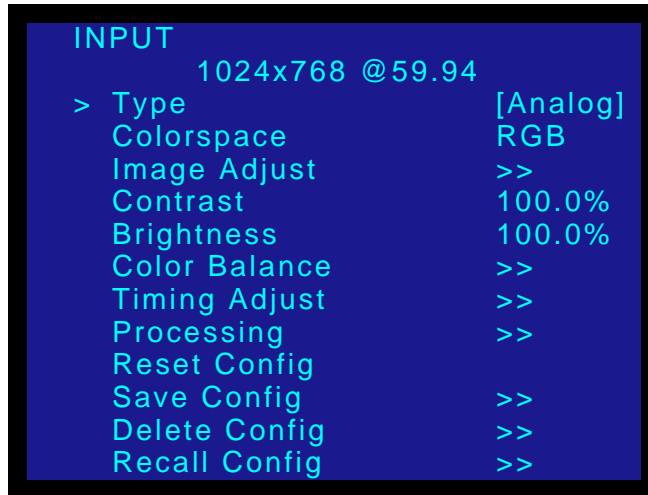 INPUT
1024x768 @59.94
> Type [Analog]
Colorspace RGB
Image Adjust >>
Contrast 100.0%
Brightness 100.0%
Color Balance >>
Timing Adjust >>
Processing >>
Reset Config
Save Config >>
Delete Config >>
Recall Config >>